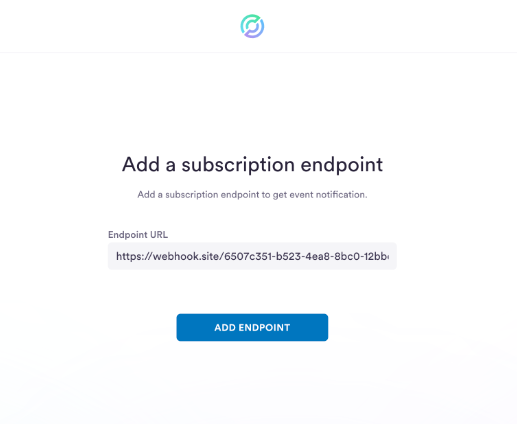 Add a subscription endpoint
Add a subscription endpoint to get event notification.
Endpoint URL
https://webhook.site/6507c351-b523-4ea8-8bc0-12bb
ADD ENDPOINT